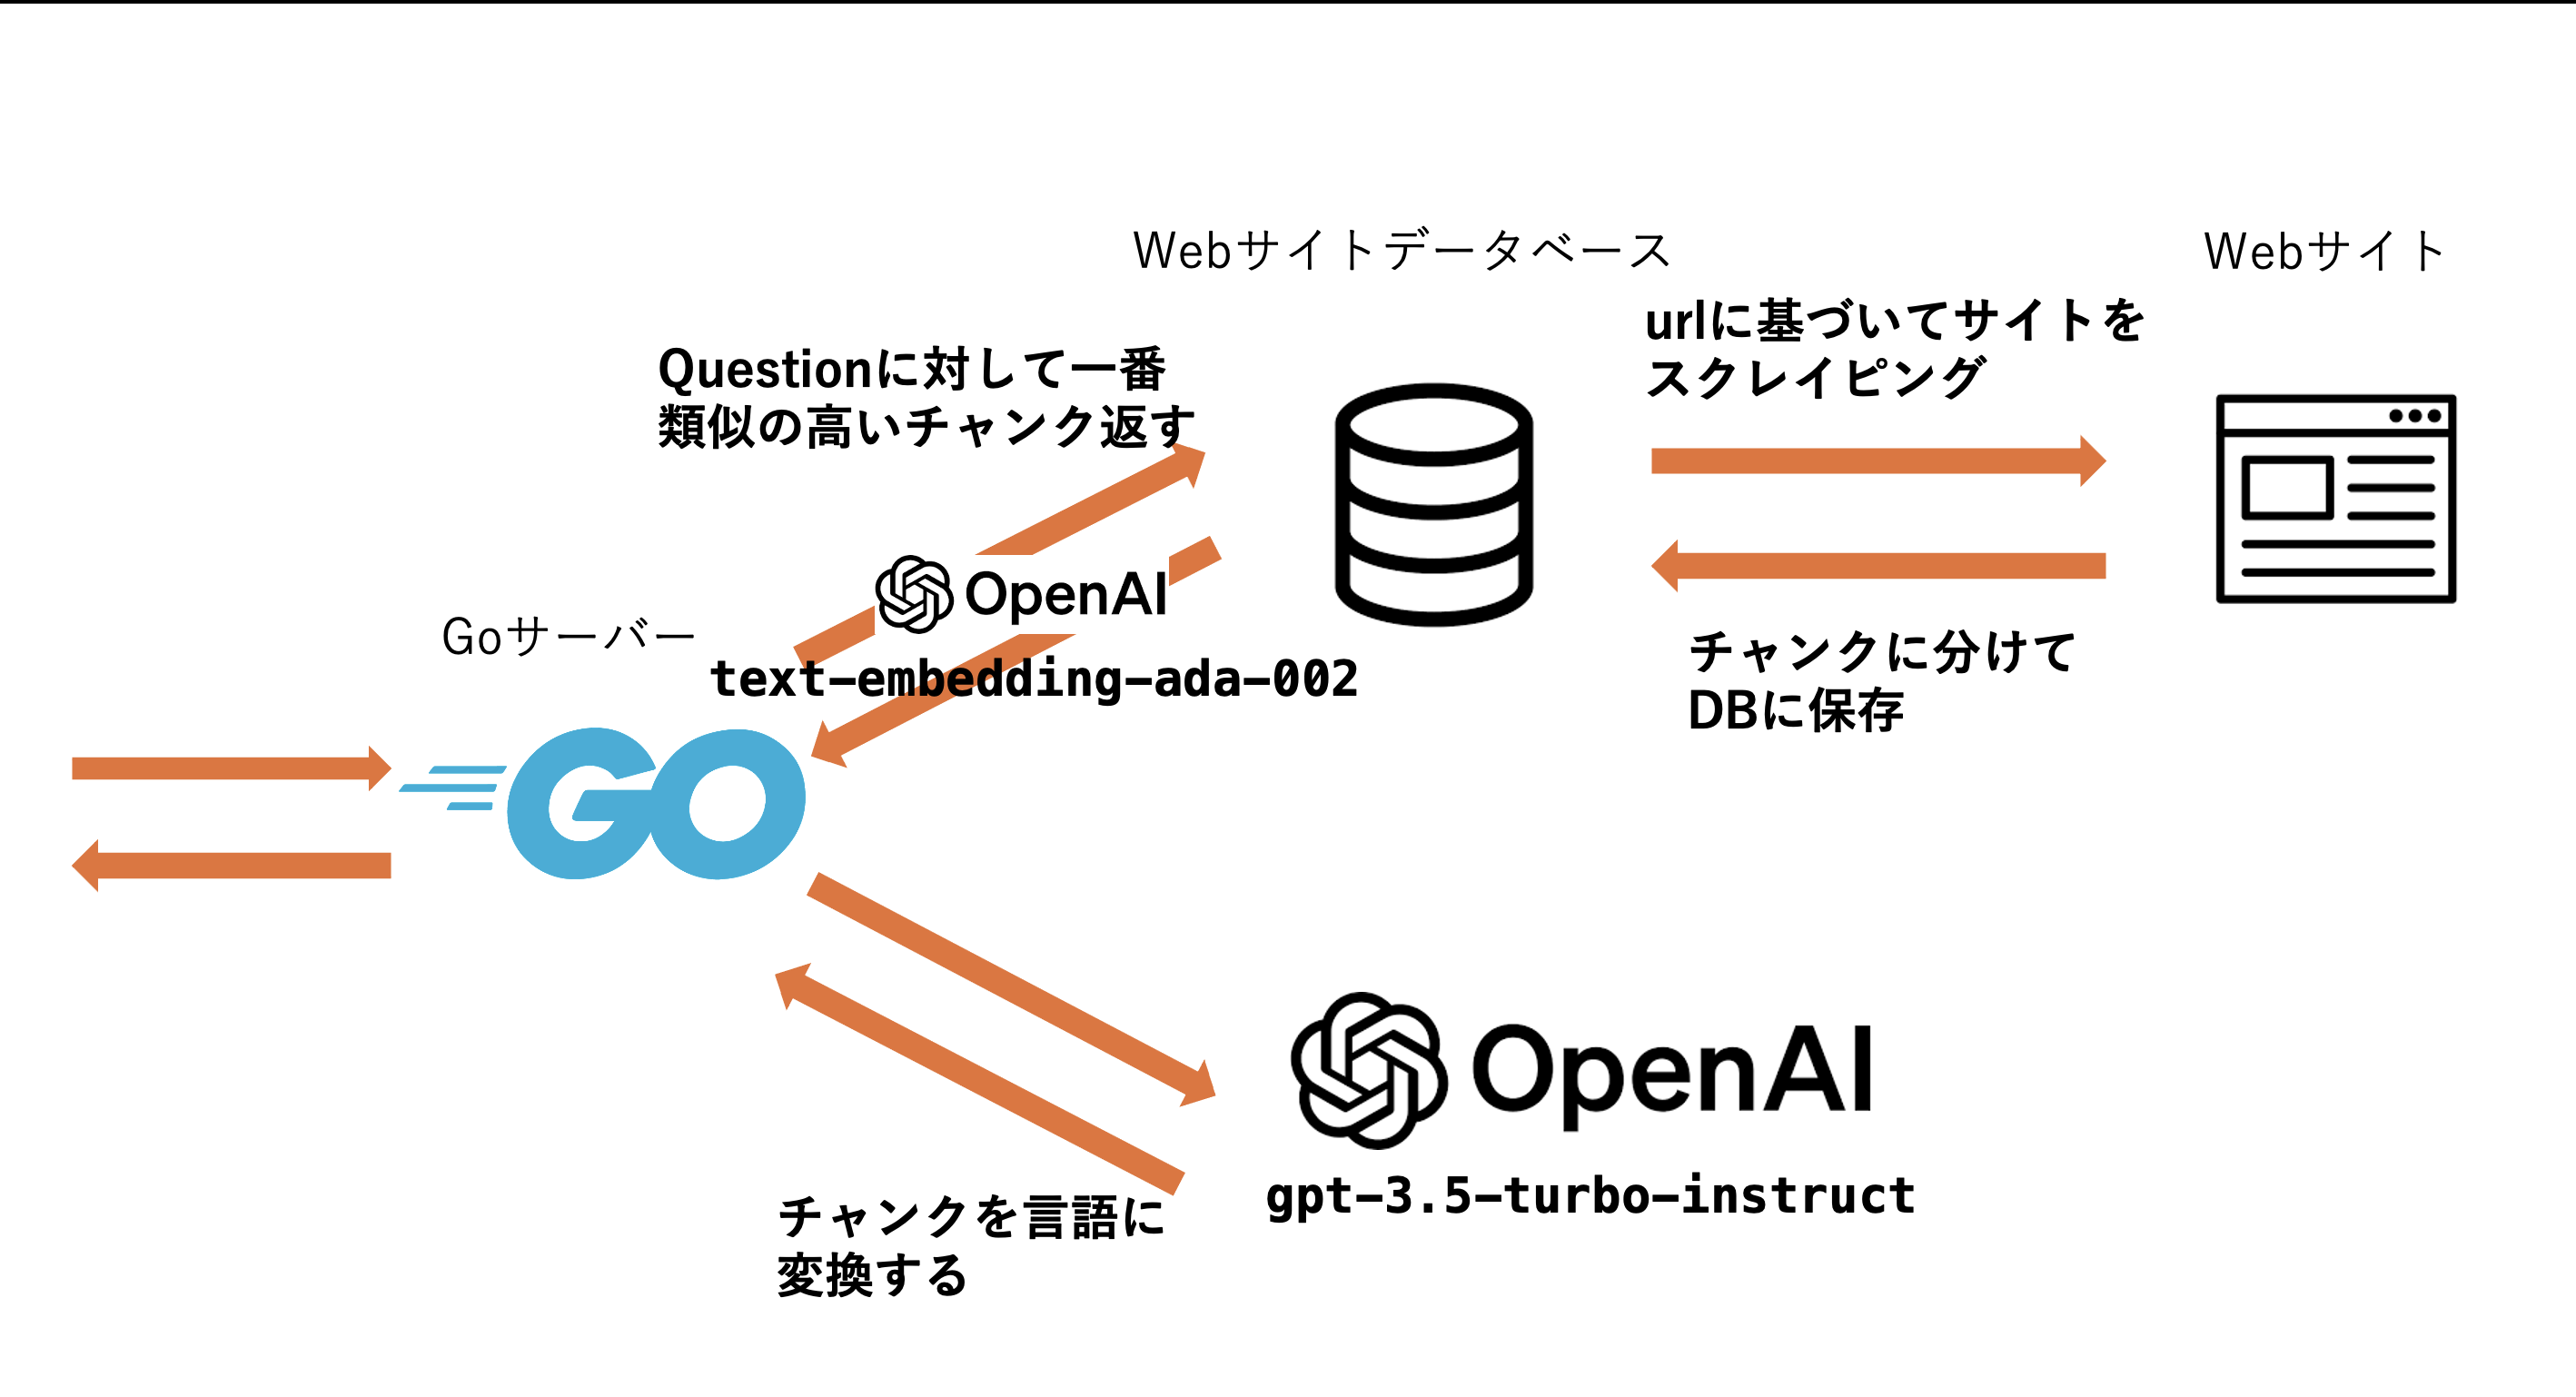 Webサイトデータベース
Webサイト
urlに基づいてサイトを
スクレイピング
Questionに対して一番
類似の高いチャンク返す
OpenAI
text-embedding-ada-002
Goサーバー
チャンクに分けて
DBに保存
GO
OpenAI
gpt-3.5-turbo-instruct
チャンクを言語に
変換する